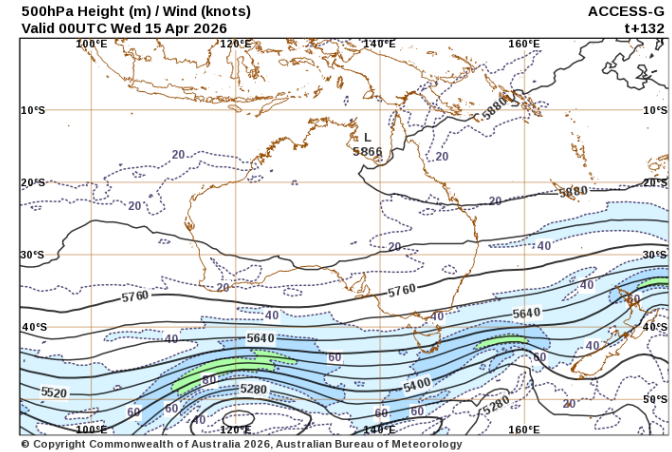 500hPa Height (m) / Wind (knots) ACCESS-G
Valid 00UTC Wed 15 Apr 2026 t+132
100°E 120°E 140°E 160°E
5880
10°S 10°S
L
5866
20 20
20°S 20°S
5880
20 20
40
20
30°S 30°S
20 40
5760 5760 60
40 40 5640
40°S 40°S
40 5640 40
60 60
80 5400
5520 5280 5280 20
60 60 60 60 50°S
40
100°E 120°E 140°E 160°E
© Copyright Commonwealth of Australia 2026, Australian Bureau of Meteorology